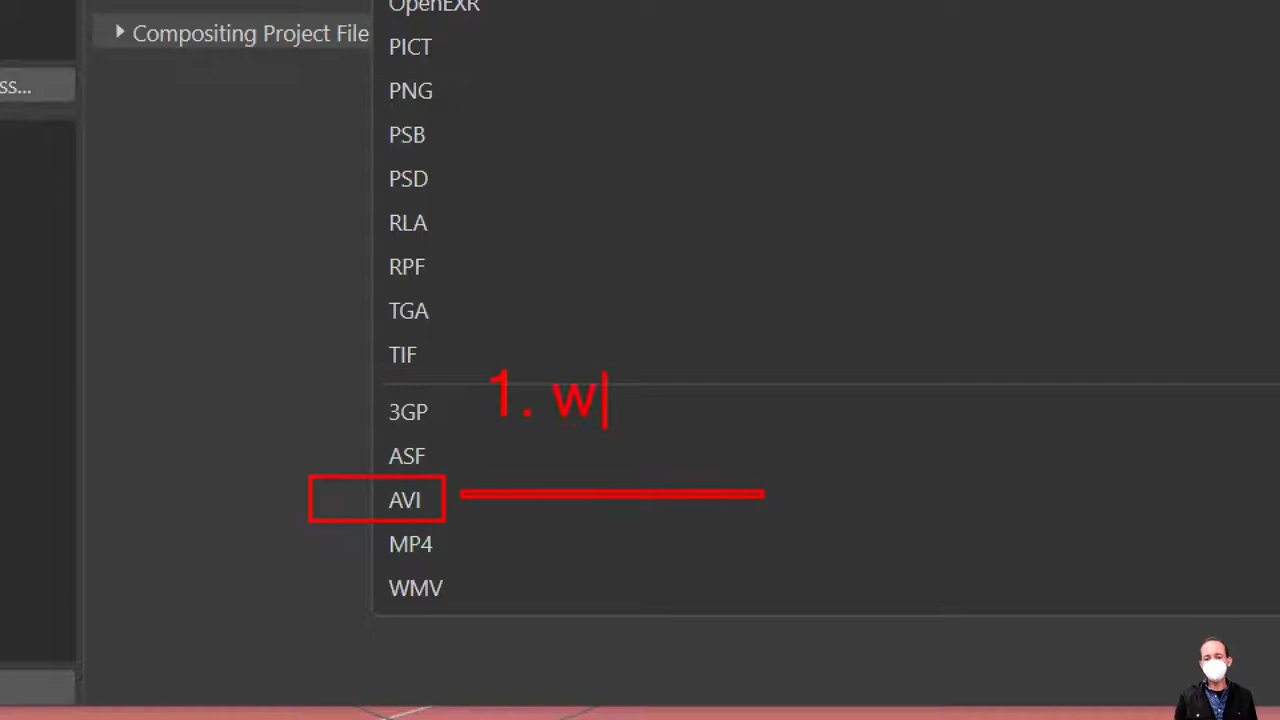 OpenEXR
Compositing Project File
PICT
ss...
PNG
PSB
PSD
RLA
RPF
TGA
TIF
1. w
3GP
ASF
AVI
MP4
WMV